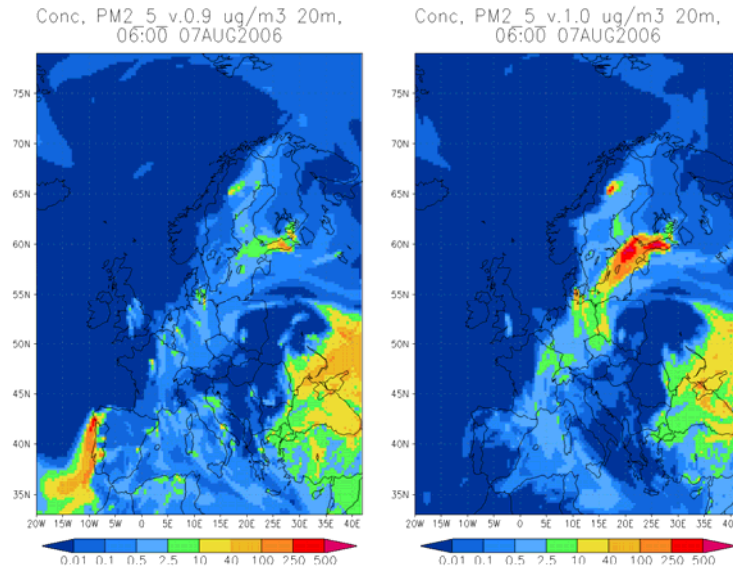 Conc, PM2_5_v.0.9 ug/m3 20m,
06:00 07AUG2006
75N
70N
65N
60N
55N
50N
45N
40N
35N
20W 15W 10W 5W 0 5E 10E 15E 20E 25E 30E 35E 40E
0.01 0.1 0.5 2.5 10 40 100 250 500
Conc, PM2_5_v.1.0 ug/m3 20m,
06:00 07AUG2006
75N
70N
65N
60N
55N
50N
45N
40N
35N
20W 15W 10W 5W 0 5E 10E 15E 20E 25E 30E 35E 40E
0.01 0.1 0.5 2.5 10 40 100 250 500